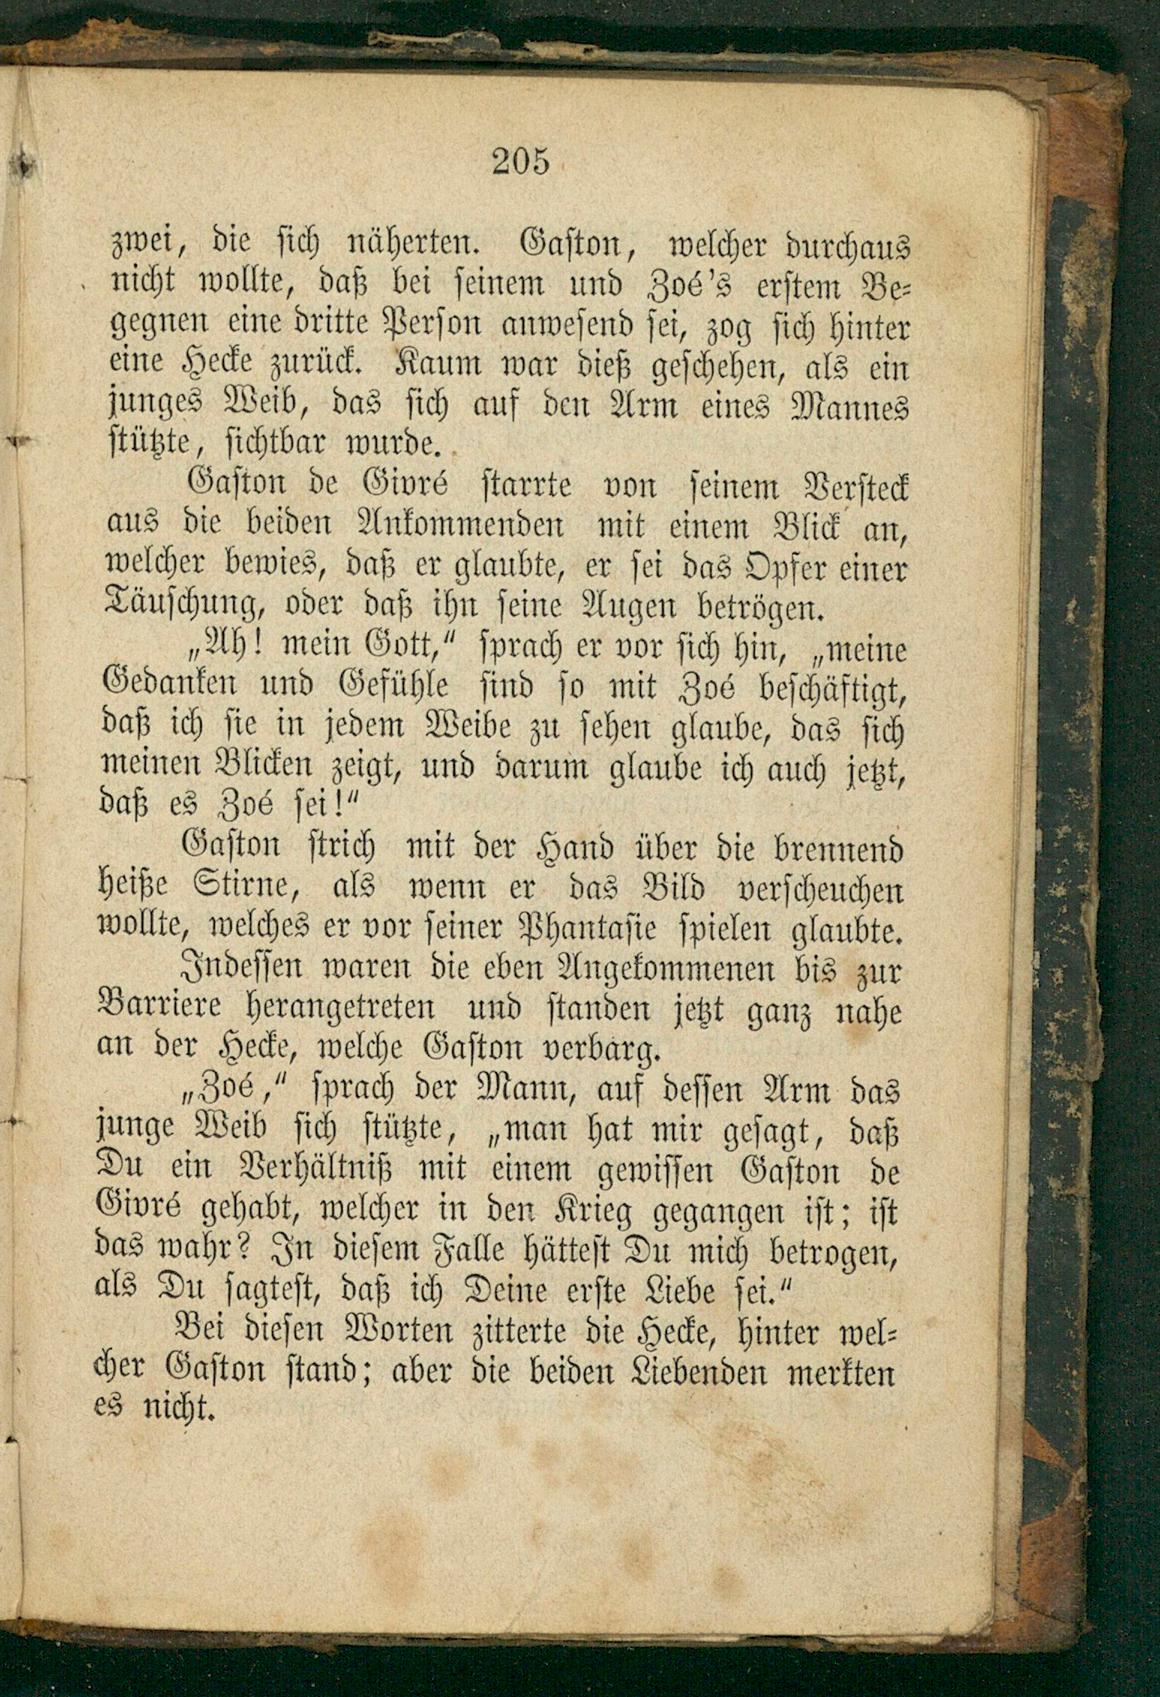 205
zwei, die sich näherten. Gaston, welcher durchaus
nicht wollte, daß bei seinem und Zoé's erstem Be-
gegnen eine dritte Person anwesend sei, zog sich hinter
eine Hecke zurück. Kaum war dieß geschehen, als ein
junges Weib, das sich auf den Arm eines Mannes
stützte, sichtbar wurde.
Gaston de Givré starrte von seinem Versteck
aus die beiden Ankommenden mit einem Blick an,
welcher bewies, daß er glaubte, er sei das Opfer einer
Täuschung, oder daß ihn seine Augen betrögen.
„Ah! mein Gott,“ sprach er vor sich hin, „meine
Gedanken und Gefühle sind so mit Zoé beschäftigt,
daß ich sie in jedem Weibe zu sehen glaube, das sich
meinen Blicken zeigt, und darum glaube ich auch jetzt,
daß es Zoé sei!“
Gaston strich mit der Hand über die brennend
heiße Stirne, als wenn er das Bild verscheuchen
wollte, welches er vor seiner Phantasie spielen glaubte.
Indessen waren die eben Angekommenen bis zur
Barriere herangetreten und standen jetzt ganz nahe
an der Hecke, welche Gaston verbarg.
„Zoé,“ sprach der Mann, auf dessen Arm das
junge Weib sich stützte, „man hat mir gesagt, daß
Du ein Verhältniß mit einem gewissen Gaston de
Givré gehabt, welcher in den Krieg gegangen ist; ist
das wahr? In diesem Falle hättest Du mich betrogen,
als Du sagtest, daß ich Deine erste Liebe sei.“
Bei diesen Worten zitterte die Hecke, hinter wel-
cher Gaston stand; aber die beiden Liebenden merkten
es nicht.